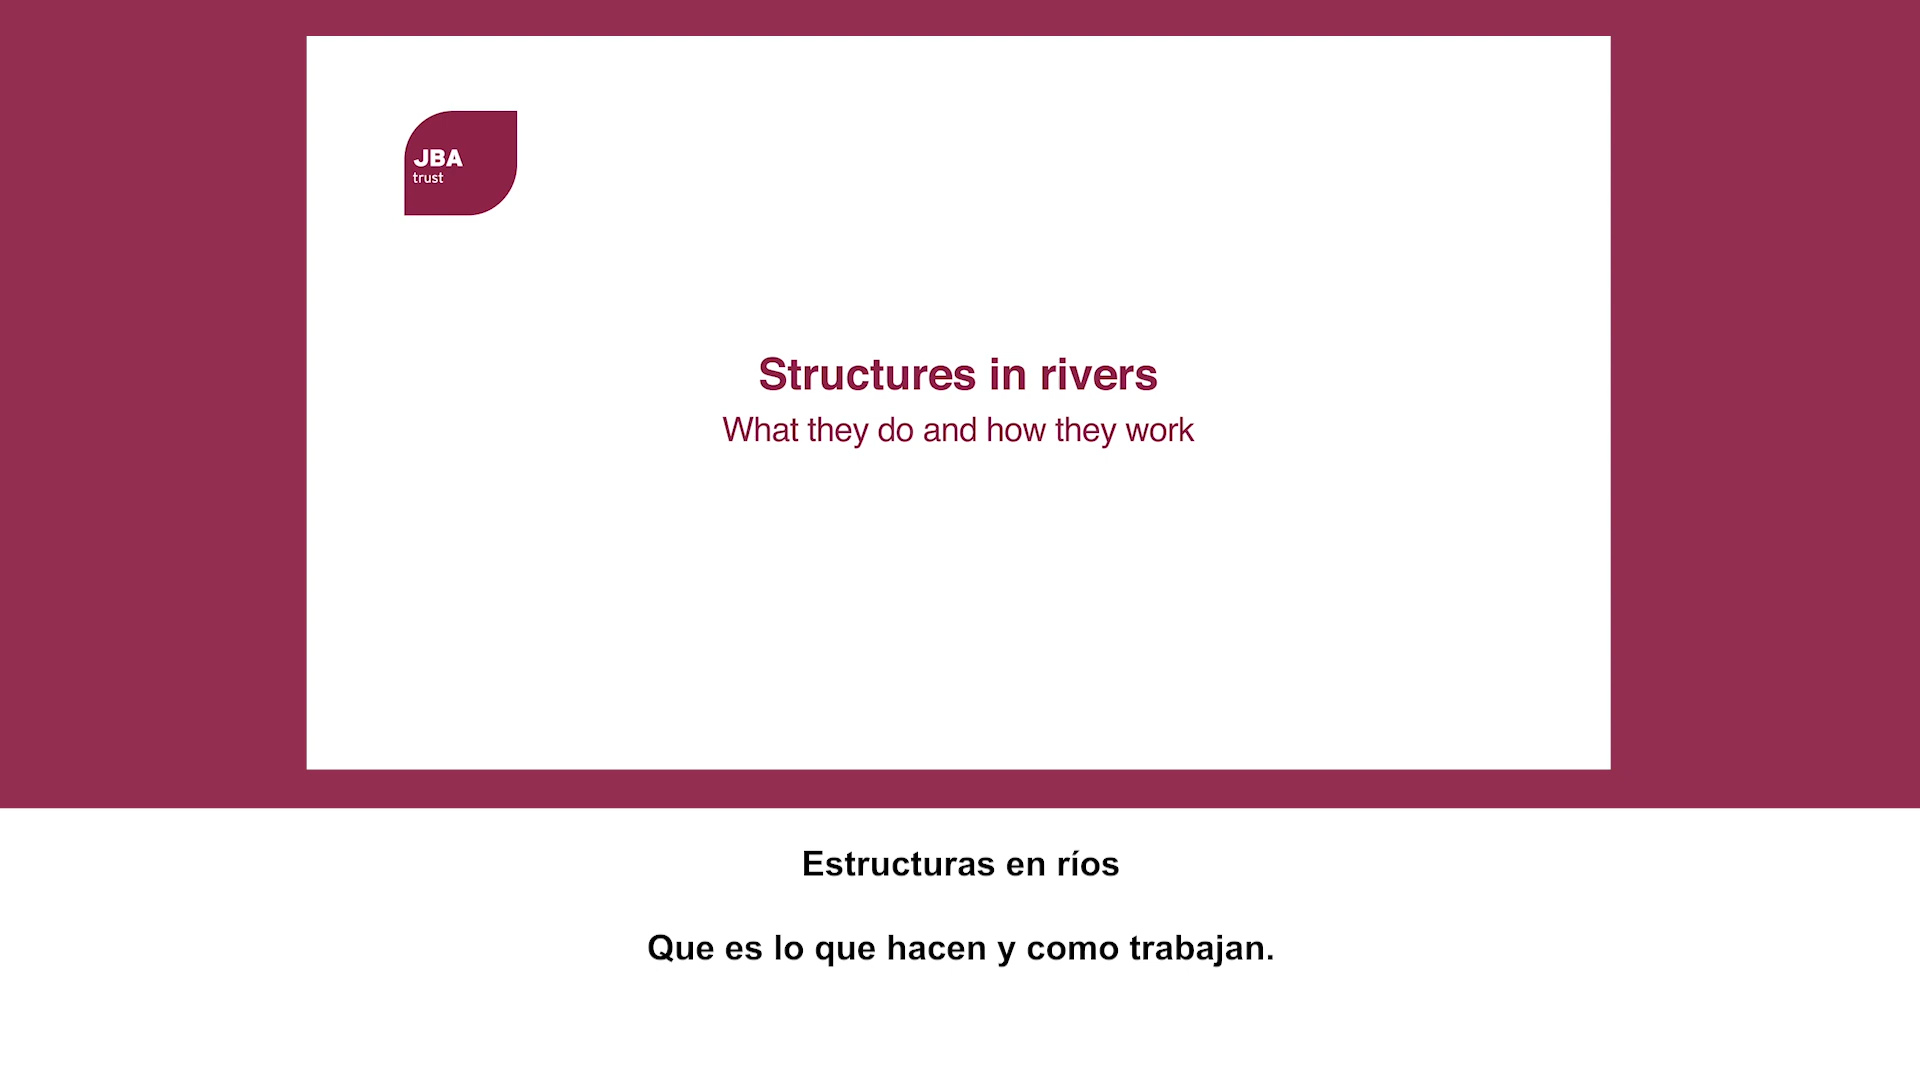 JBA
trust
Structures in rivers
What they do and how they work
Estructuras en ríos
Que es lo que hacen y como trabajan.